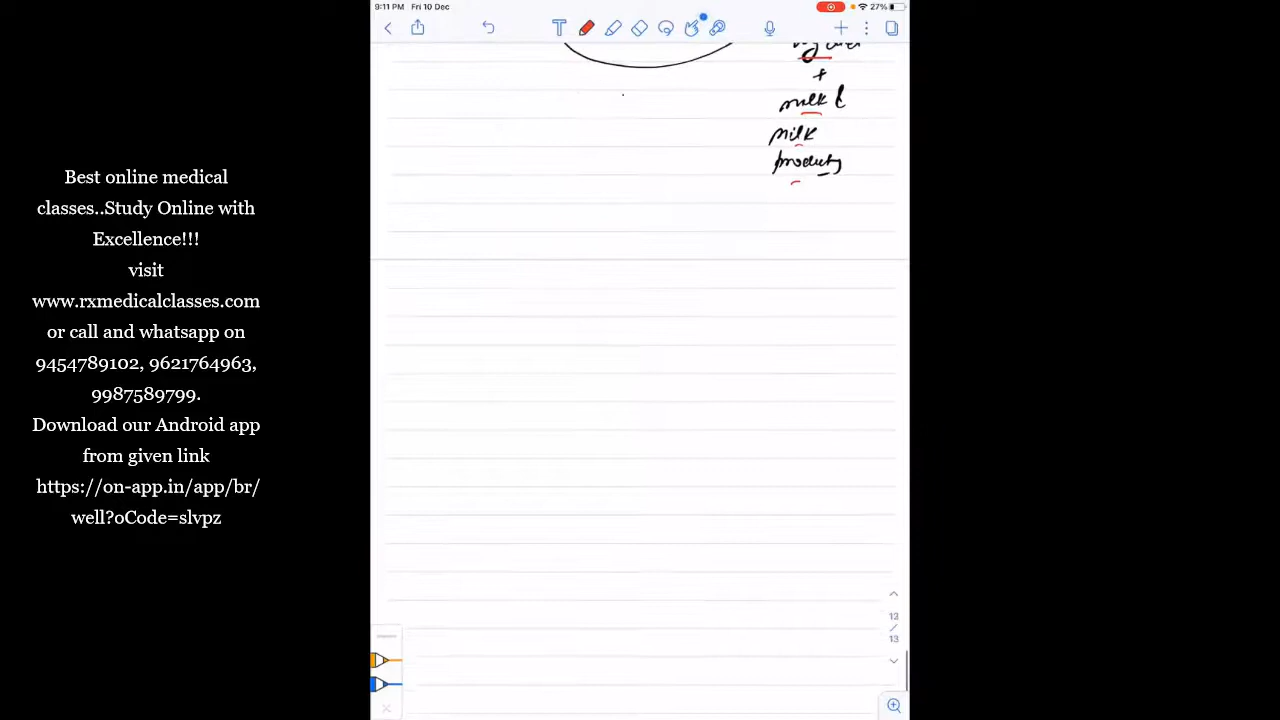 9:11 PM Fri 10 Dec
27%
Best online medical
classes..Study Online with
Excellence!!!
visit
www.rxmedicalclasses.com
or call and whatsapp on
9454789102, 9621764963,
9987589799.
Download our Android app
from given link
https://on-app.in/app/br/
well?oCode=slvpz
+
milk &
milk
products
12
/
13